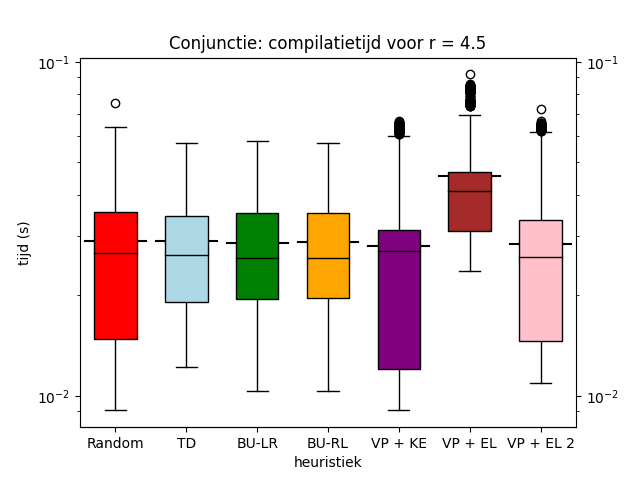 Conjunctie: compilatietijd voor r = 4.5
10⁻¹ 10⁻¹
tijd (s)
10⁻² 10⁻²
Random TD BU-LR BU-RL VP + KE VP + EL VP + EL 2
heuristiek